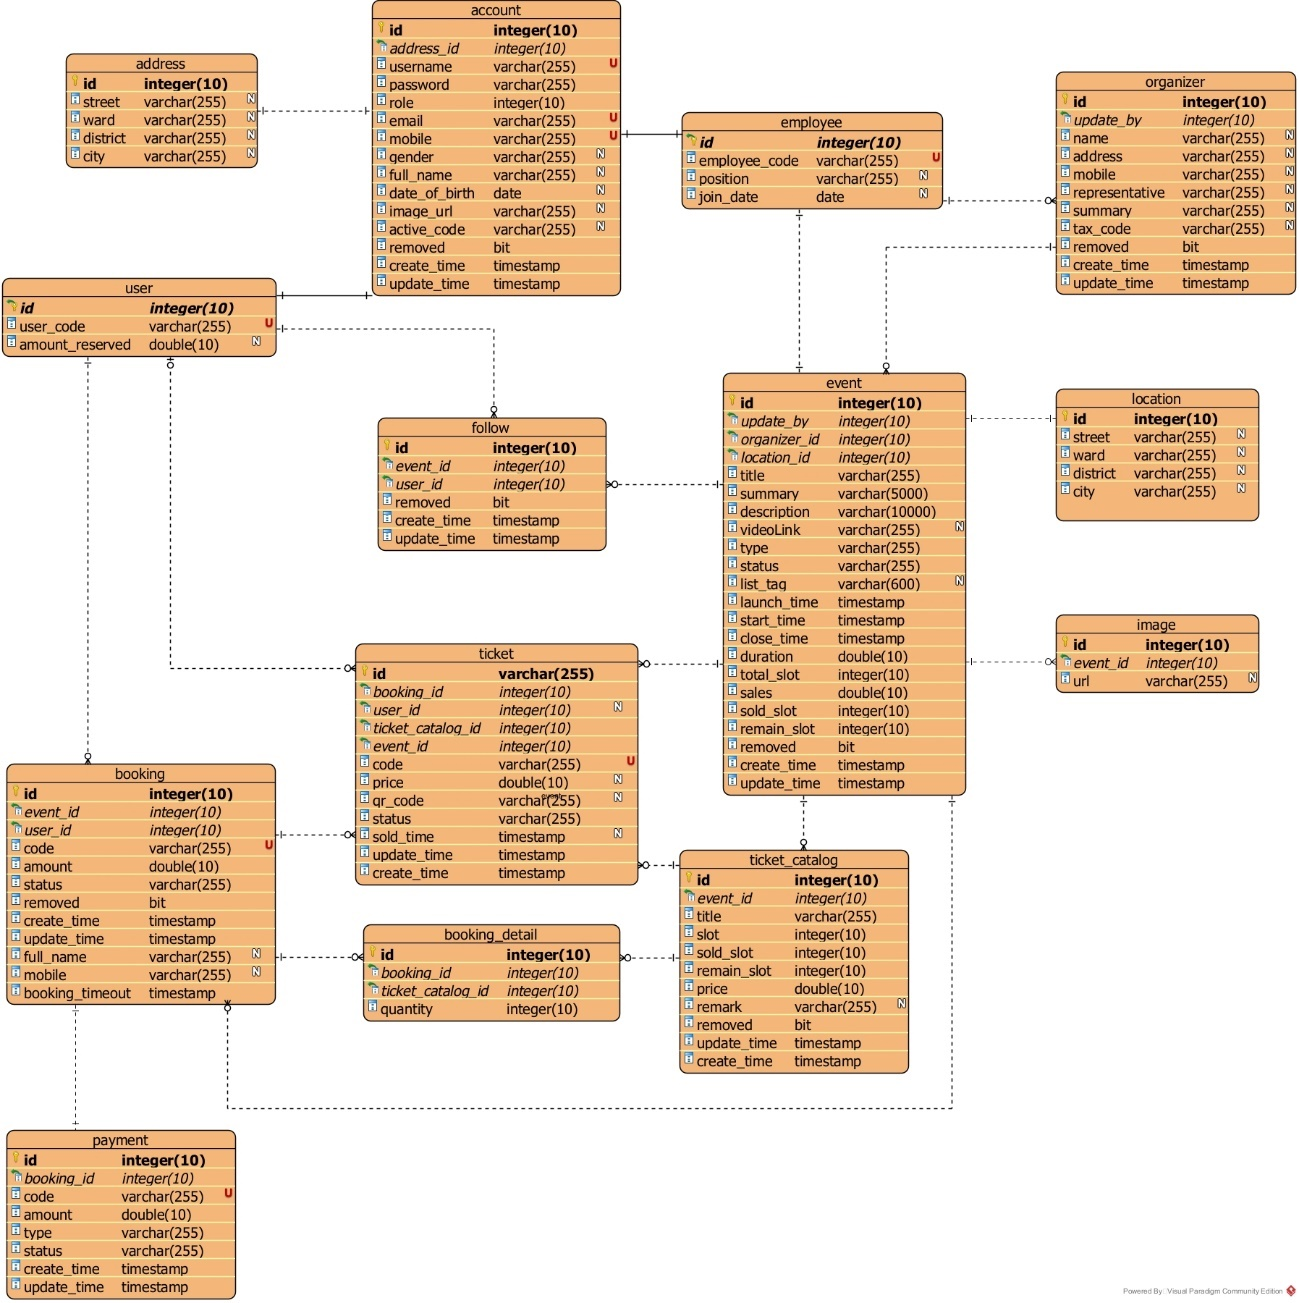 account
id integer(10)
address_id integer(10)
username varchar(255) U
password varchar(255)
role integer(10)
email varchar(255) U
mobile varchar(255) U
gender varchar(255) N
full_name varchar(255) N
date_of_birth date N
image_url varchar(255) N
active_code varchar(255) N
removed bit
create_time timestamp
update_time timestamp
address
id integer(10)
street varchar(255) N
ward varchar(255) N
district varchar(255) N
city varchar(255) N
employee
id integer(10)
employee_code varchar(255) U
position varchar(255) N
join_date date N
organizer
id integer(10)
update_by integer(10)
name varchar(255) N
address varchar(255) N
mobile varchar(255) N
representative varchar(255) N
summary varchar(255) N
tax_code varchar(255) N
removed bit
create_time timestamp
update_time timestamp
user
id integer(10)
user_code varchar(255) U
amount_reserved double(10) N
follow
id integer(10)
event_id integer(10)
user_id integer(10)
removed bit
create_time timestamp
update_time timestamp
event
id integer(10)
update_by integer(10)
organizer_id integer(10)
location_id integer(10)
title varchar(255)
summary varchar(5000)
description varchar(10000)
videoLink varchar(255) N
type varchar(255)
status varchar(255)
list_tag varchar(600) N
launch_time timestamp
start_time timestamp
close_time timestamp
duration double(10)
total_slot integer(10)
sales double(10)
sold_slot integer(10)
remain_slot integer(10)
removed bit
create_time timestamp
update_time timestamp
location
id integer(10)
street varchar(255) N
ward varchar(255) N
district varchar(255) N
city varchar(255) N
image
id integer(10)
event_id integer(10)
url varchar(255) N
ticket
id varchar(255)
booking_id integer(10)
user_id integer(10) N
ticket_catalog_id integer(10)
event_id integer(10)
code varchar(255) U
price double(10) N
qr_code varchar(255) N
status varchar(255)
sold_time timestamp N
update_time timestamp
create_time timestamp
booking
id integer(10)
event_id integer(10)
user_id integer(10)
code varchar(255) U
amount double(10)
status varchar(255)
removed bit
create_time timestamp
update_time timestamp
full_name varchar(255) N
mobile varchar(255) N
booking_timeout timestamp
booking_detail
id integer(10)
booking_id integer(10)
ticket_catalog_id integer(10)
quantity integer(10)
ticket_catalog
id integer(10)
event_id integer(10)
title varchar(255)
slot integer(10)
sold_slot integer(10)
remain_slot integer(10)
price double(10)
remark varchar(255) N
removed bit
update_time timestamp
create_time timestamp
payment
id integer(10)
booking_id integer(10)
code varchar(255) U
amount double(10)
type varchar(255)
status varchar(255)
create_time timestamp
update_time timestamp
Powered By: Visual Paradigm Community Edition